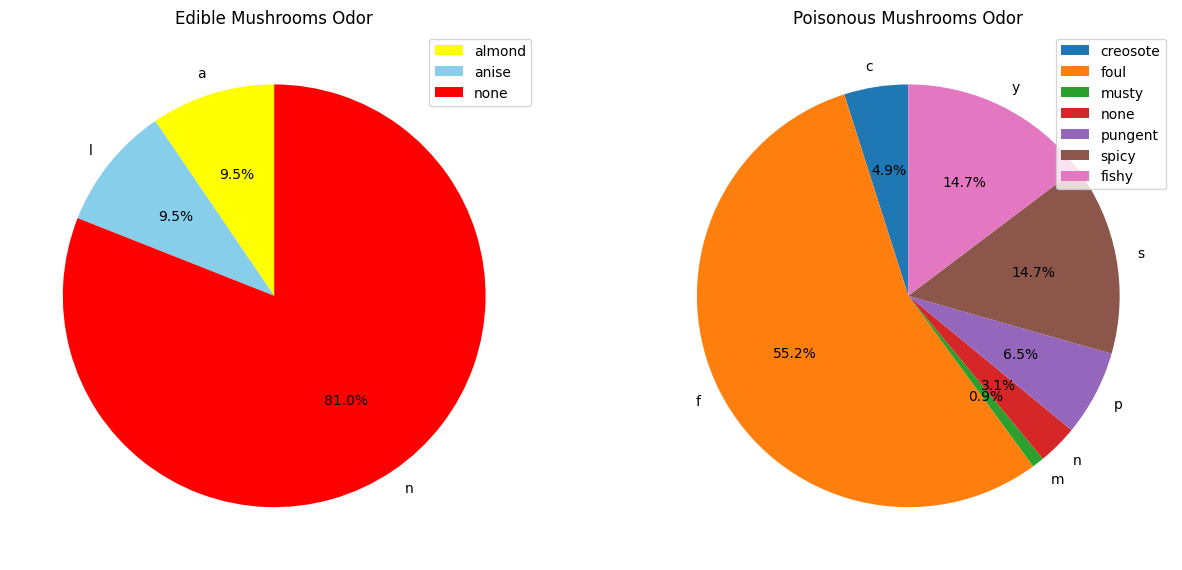 Edible Mushrooms Odor
almond
anise
none
a
l
n
9.5%
9.5%
81.0%
Poisonous Mushrooms Odor
creosote
foul
musty
none
pungent
spicy
fishy
c
y
s
p
n
m
f
4.9%
14.7%
14.7%
6.5%
3.1%
0.9%
55.2%